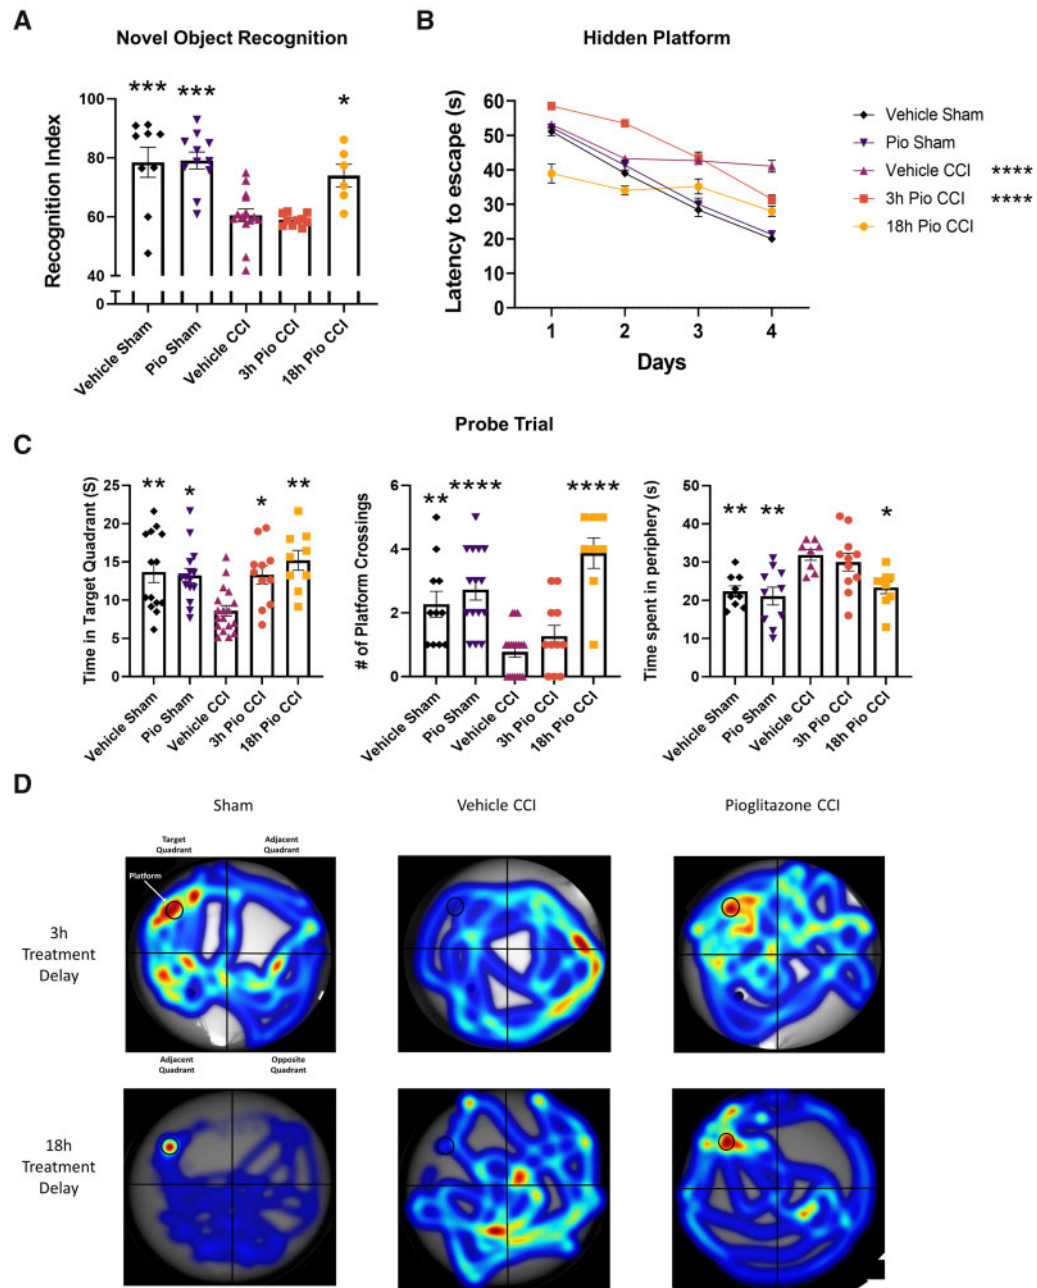 A
Novel Object Recognition
Recognition Index
100
80
60
40
0
***
***
*
Vehicle Sham
Pio Sham
Vehicle CCI
3h Pio CCI
18h Pio CCI
B
Hidden Platform
Latency to escape (s)
60
50
40
30
20
10
0
1 2 3 4
Days
Vehicle Sham
Pio Sham
Vehicle CCI ****
3h Pio CCI ****
18h Pio CCI
Probe Trial
C
Time in Target Quadrant (S)
25
20
15
10
5
0
**
*
*
**
Vehicle Sham
Pio Sham
Vehicle CCI
3h Pio CCI
18h Pio CCI
# of Platform Crossings
6
4
2
0
**
****
****
Vehicle Sham
Pio Sham
Vehicle CCI
3h Pio CCI
18h Pio CCI
Time spent in periphery (s)
50
40
30
20
10
0
**
**
*
Vehicle Sham
Pio Sham
Vehicle CCI
3h Pio CCI
18h Pio CCI
D
Sham
Vehicle CCI
Pioglitazone CCI
Target
Quadrant
Adjacent
Quadrant
Platform
3h
Treatment
Delay
Adjacent
Quadrant
Opposite
Quadrant
18h
Treatment
Delay